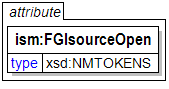 attribute
ism:FGIsourceOpen
type xsd:NMTOKENS